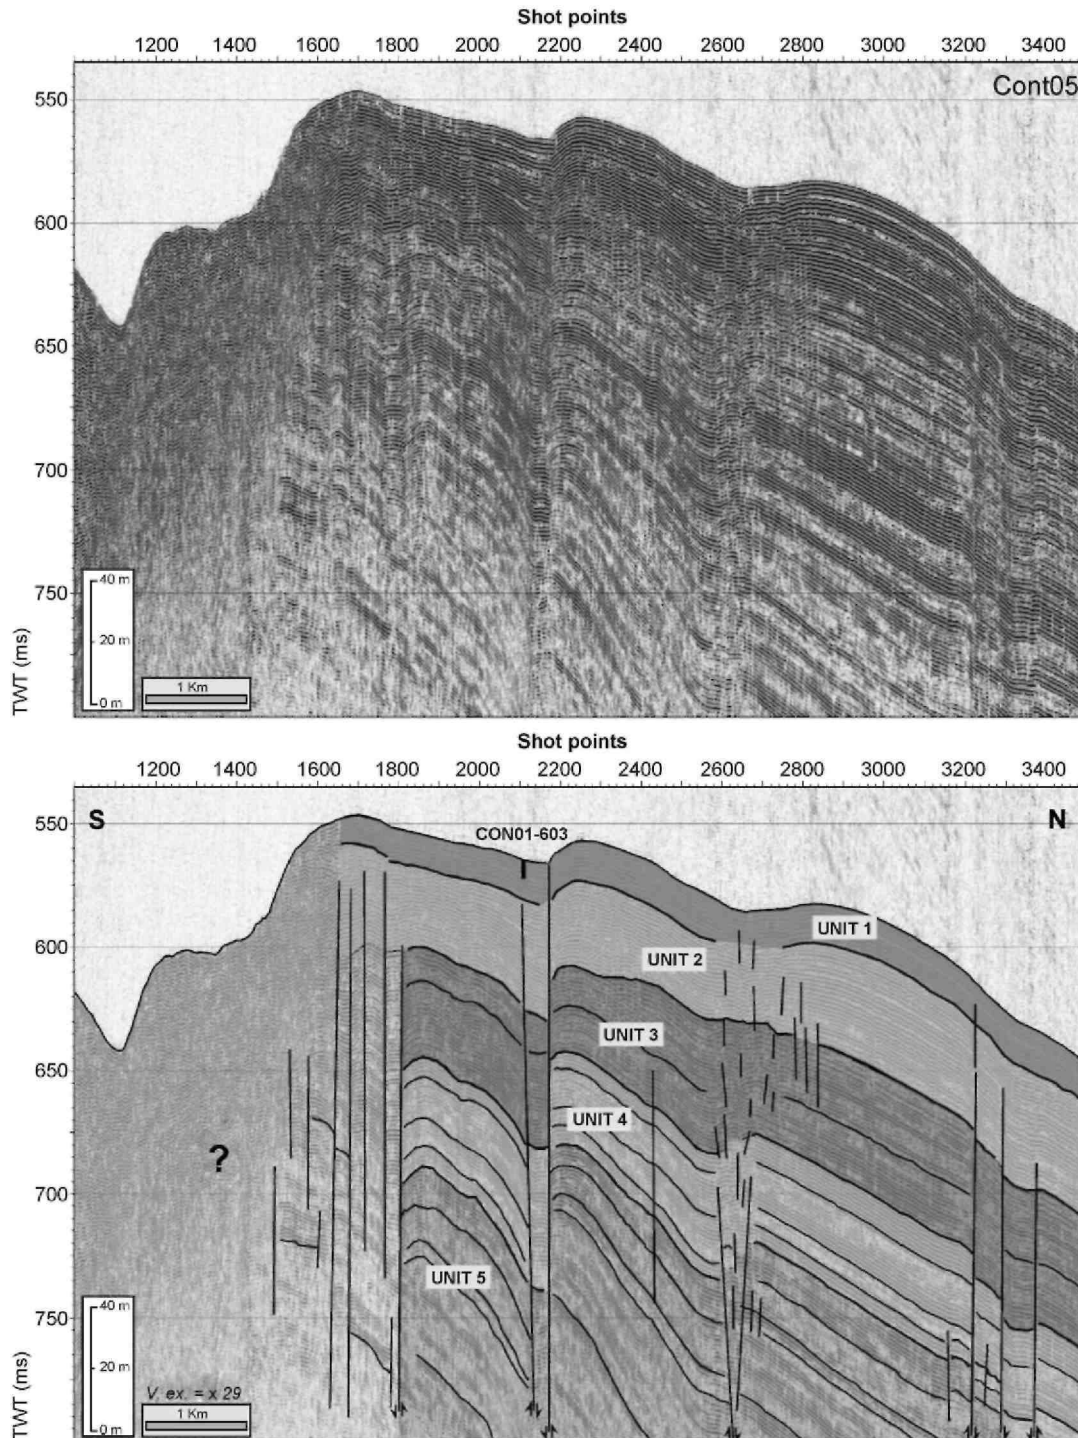 Shot points
1200 1400 1600 1800 2000 2200 2400 2600 2800 3000 3200 3400
Cont05
550
600
650
700
750
TWT (ms)
40 m
20 m
0 m
1 Km
Shot points
1200 1400 1600 1800 2000 2200 2400 2600 2800 3000 3200 3400
S
N
CON01-603
550
UNIT 1
600
UNIT 2
UNIT 3
650
UNIT 4
?
700
UNIT 5
750
TWT (ms)
40 m
20 m
0 m
V. ex. = x 29
1 Km